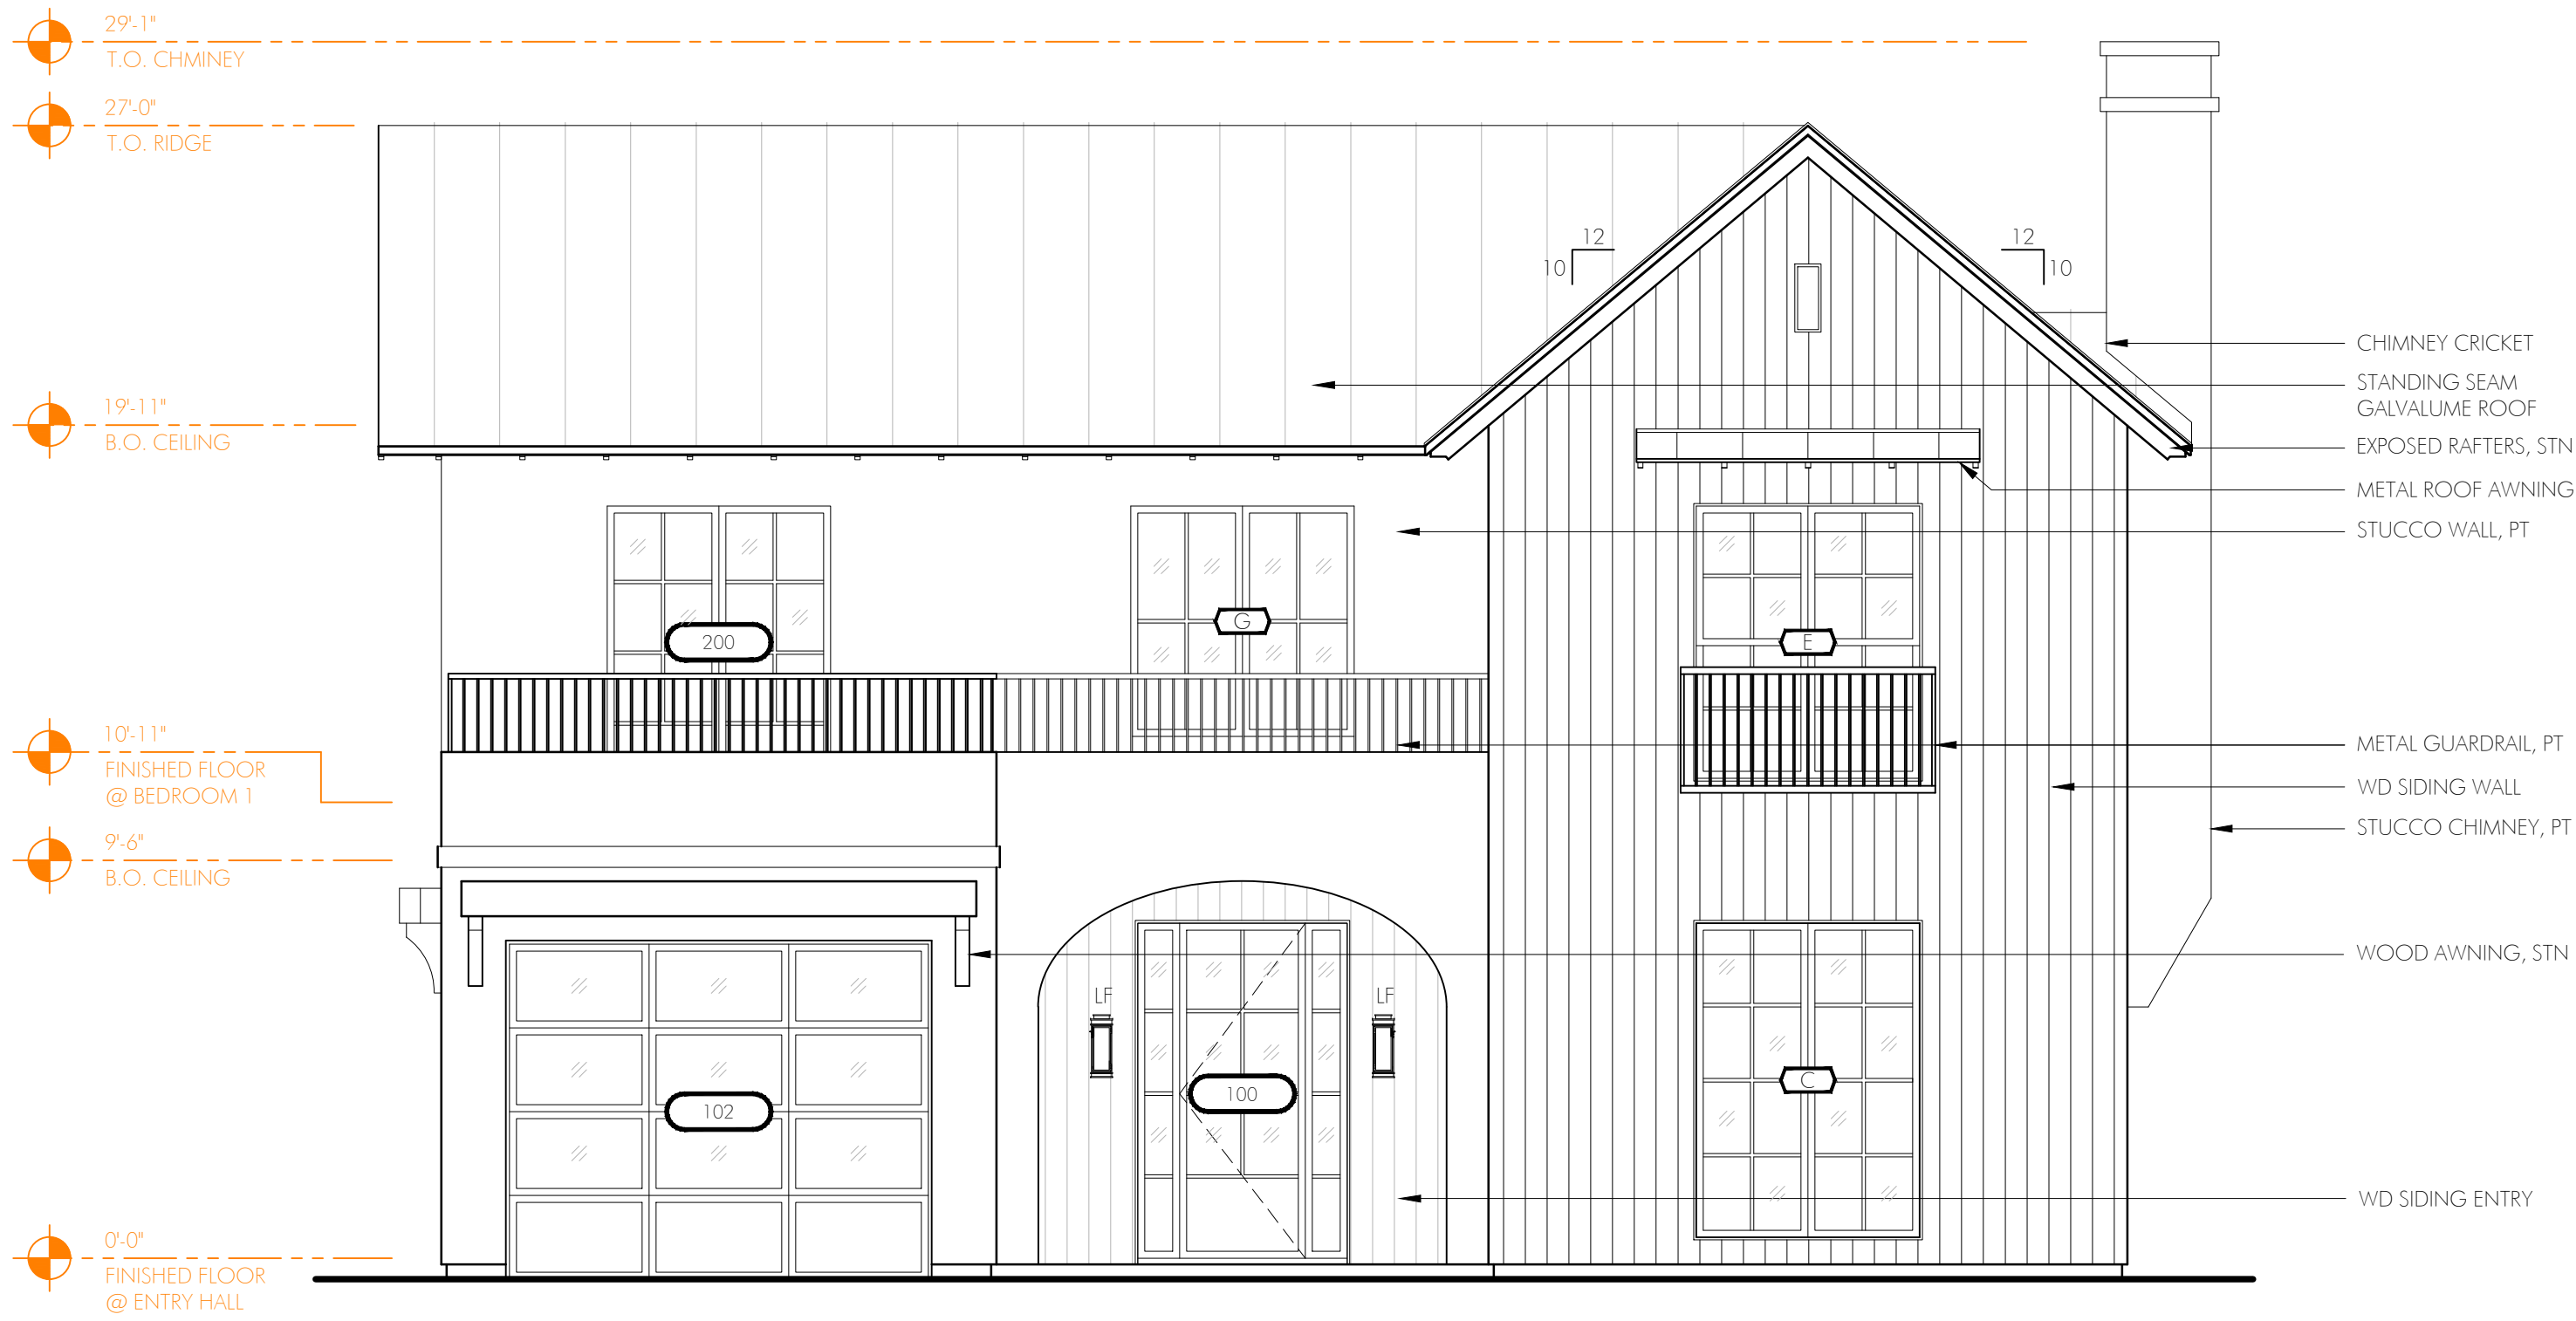 29'-1"
T.O. CHMINEY
27'-0"
T.O. RIDGE
12
10
12
10
CHIMNEY CRICKET
STANDING SEAM
GALVALUME ROOF
19'-11"
B.O. CEILING
EXPOSED RAFTERS, STN
METAL ROOF AWNING
STUCCO WALL, PT
200
G
E
10'-11"
FINISHED FLOOR
@ BEDROOM 1
METAL GUARDRAIL, PT
WD SIDING WALL
STUCCO CHIMNEY, PT
9'-6"
B.O. CEILING
WOOD AWNING, STN
LF
LF
102
100
C
WD SIDING ENTRY
0'-0"
FINISHED FLOOR
@ ENTRY HALL